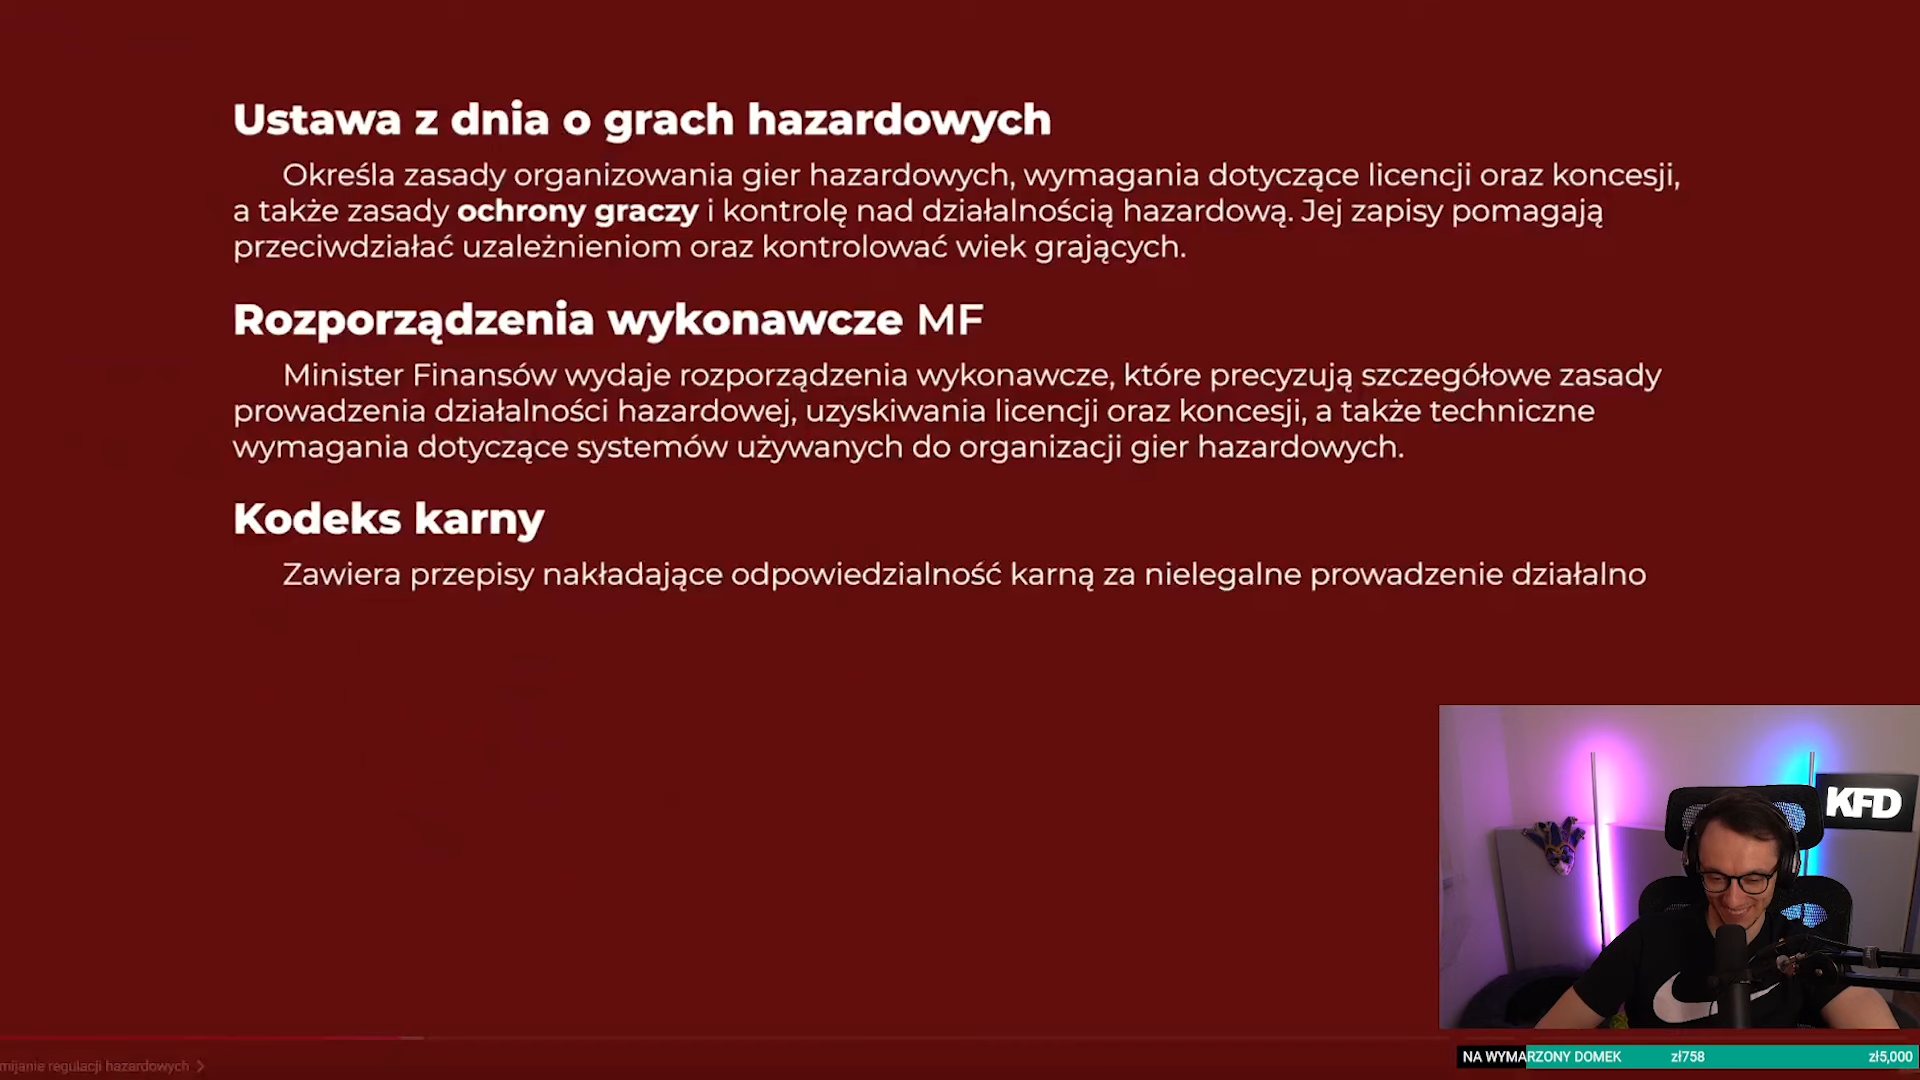 Ustawa z dnia o grach hazardowych
Określa zasady organizowania gier hazardowych, wymagania dotyczące licencji oraz koncesji,
a także zasady ochrony graczy i kontrolę nad działalnością hazardową. Jej zapisy pomagają
przeciwdziałać uzależnieniom oraz kontrolować wiek grających.
Rozporządzenia wykonawcze MF
Minister Finansów wydaje rozporządzenia wykonawcze, które precyzują szczegółowe zasady
prowadzenia działalności hazardowej, uzyskiwania licencji oraz koncesji, a także techniczne
wymagania dotyczące systemów używanych do organizacji gier hazardowych.
Kodeks karny
Zawiera przepisy nakładające odpowiedzialność karną za nielegalne prowadzenie działalno
KFD
mijanie regulacji hazardowych
NA WYMARZONY DOMEK zł758 zł5,000